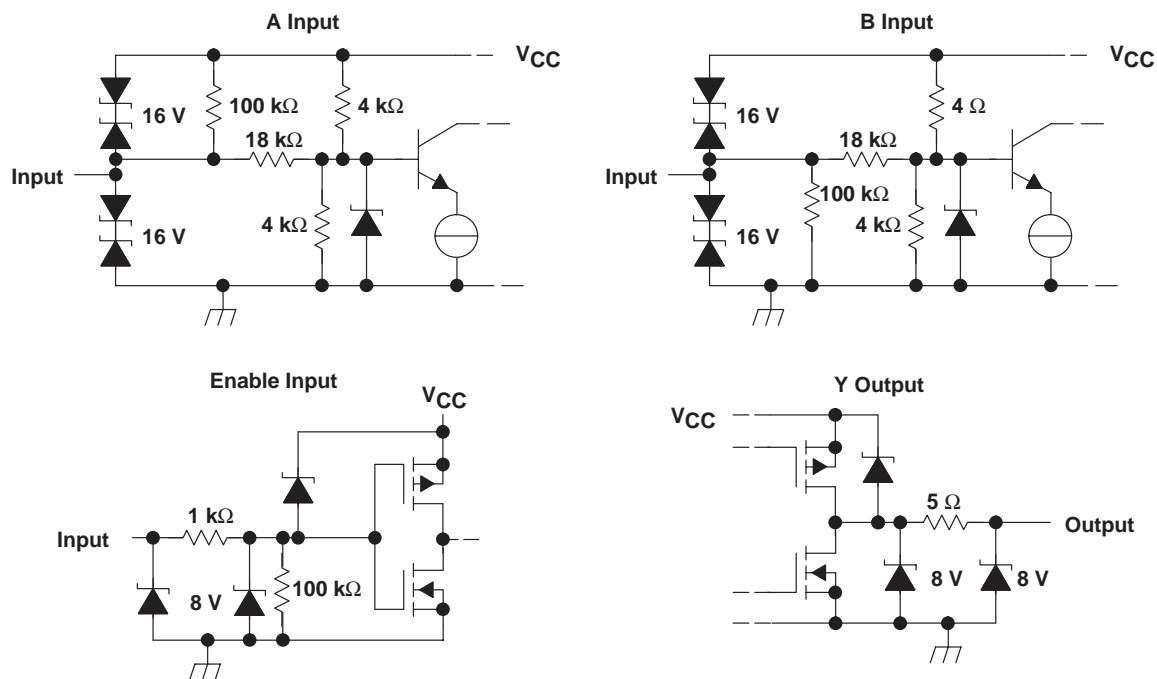 A Input
VCC
16 V
100 kΩ
4 kΩ
18 kΩ
Input
4 kΩ
16 V
B Input
VCC
16 V
4 Ω
18 kΩ
Input
100 kΩ
4 kΩ
16 V
Enable Input
VCC
1 kΩ
Input
8 V
100 kΩ
Y Output
VCC
5 Ω
Output
8 V
8 V